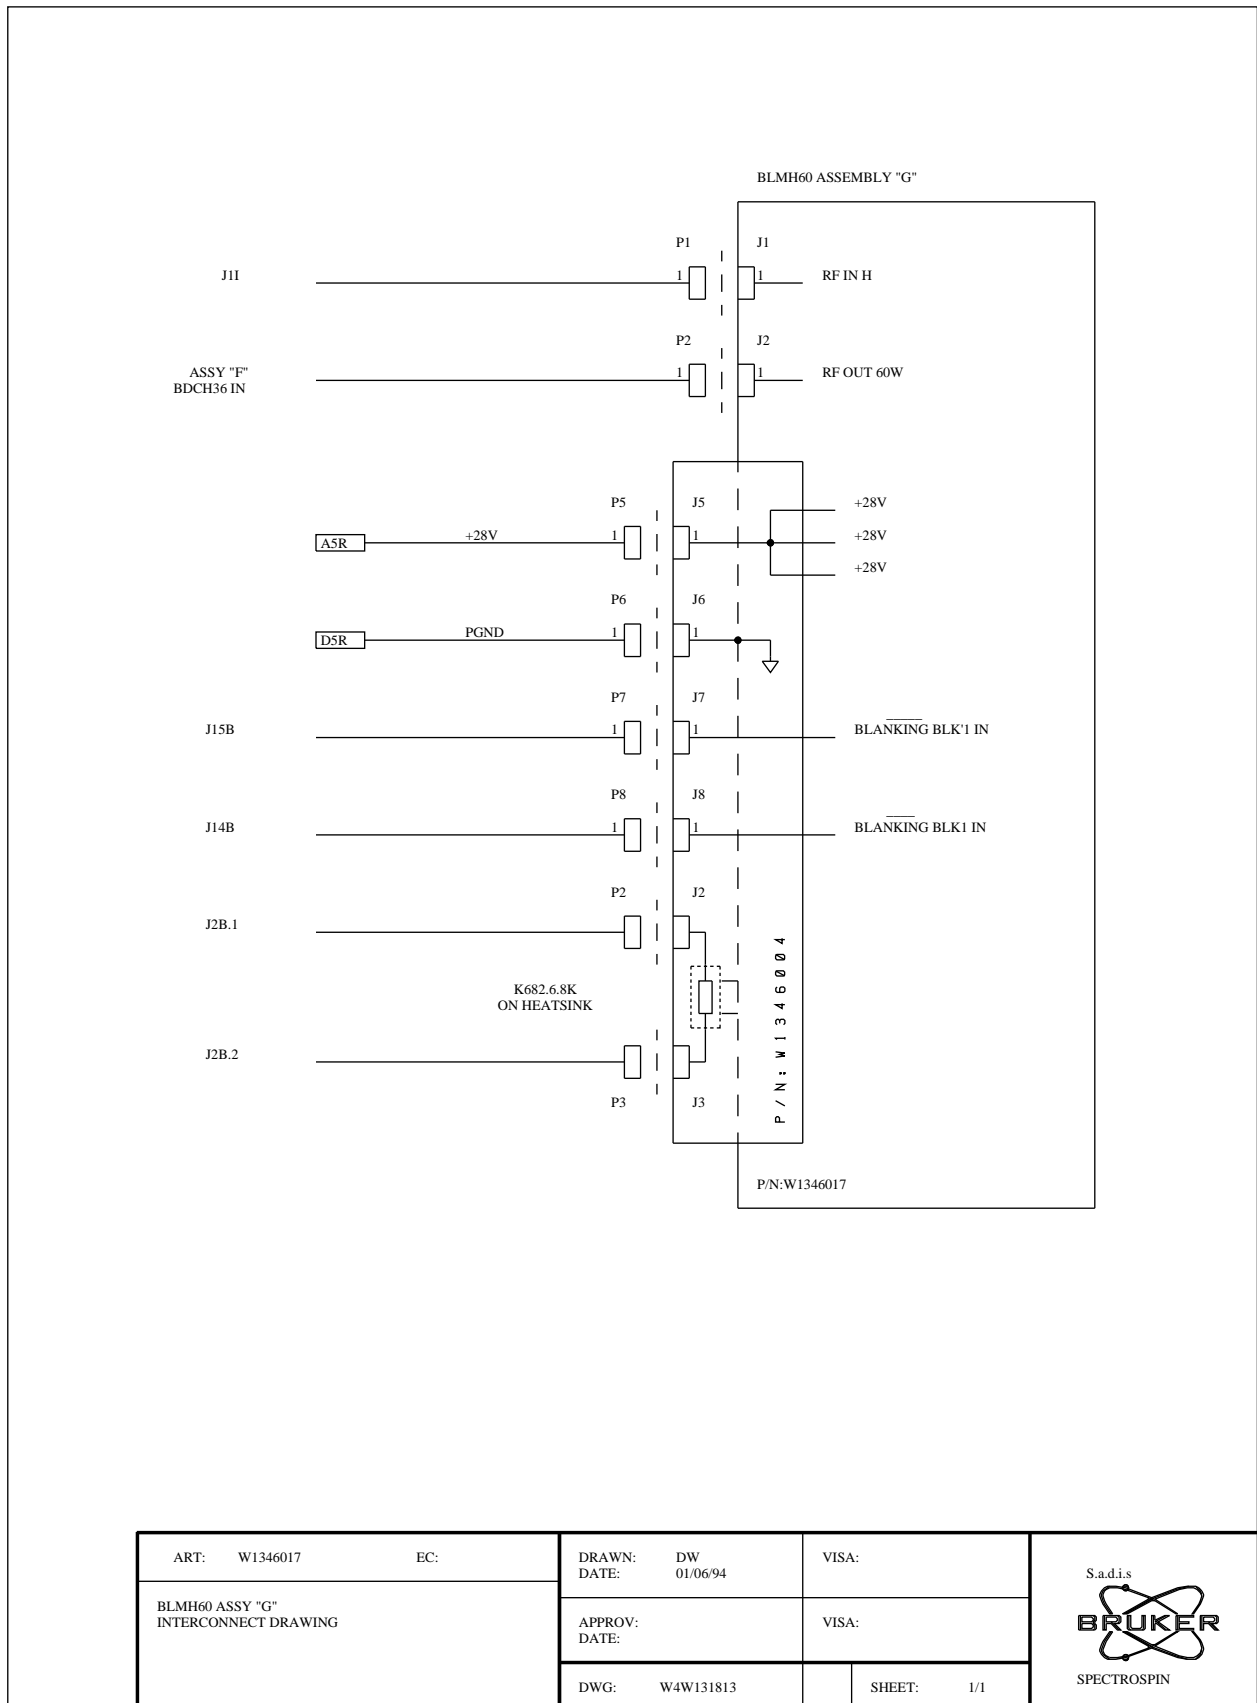 BLMH60 ASSEMBLY "G"
P1 J1
J1I 1 1 RF IN H
P2 J2
ASSY "F"
BDCH36 IN
1 1 RF OUT 60W
P5 J5
+28V
A5R +28V 1 1 +28V
+28V
P6 J6
D5R PGND 1 1
P7 J7
J15B 1 1 BLANKING BLK'1 IN
P8 J8
J14B 1 1 BLANKING BLK1 IN
P2 J2
J2B.1
K682.6.8K
ON HEATSINK
P/N:W1346004
J2B.2
P3 J3
P/N:W1346017
ART: W1346017 EC:
BLMH60 ASSY "G"
INTERCONNECT DRAWING
DRAWN: DW
DATE: 01/06/94
VISA:
APPROV:
DATE:
VISA:
DWG: W4W131813
SHEET: 1/1
S.a.d.i.s
BRUKER
SPECTROSPIN